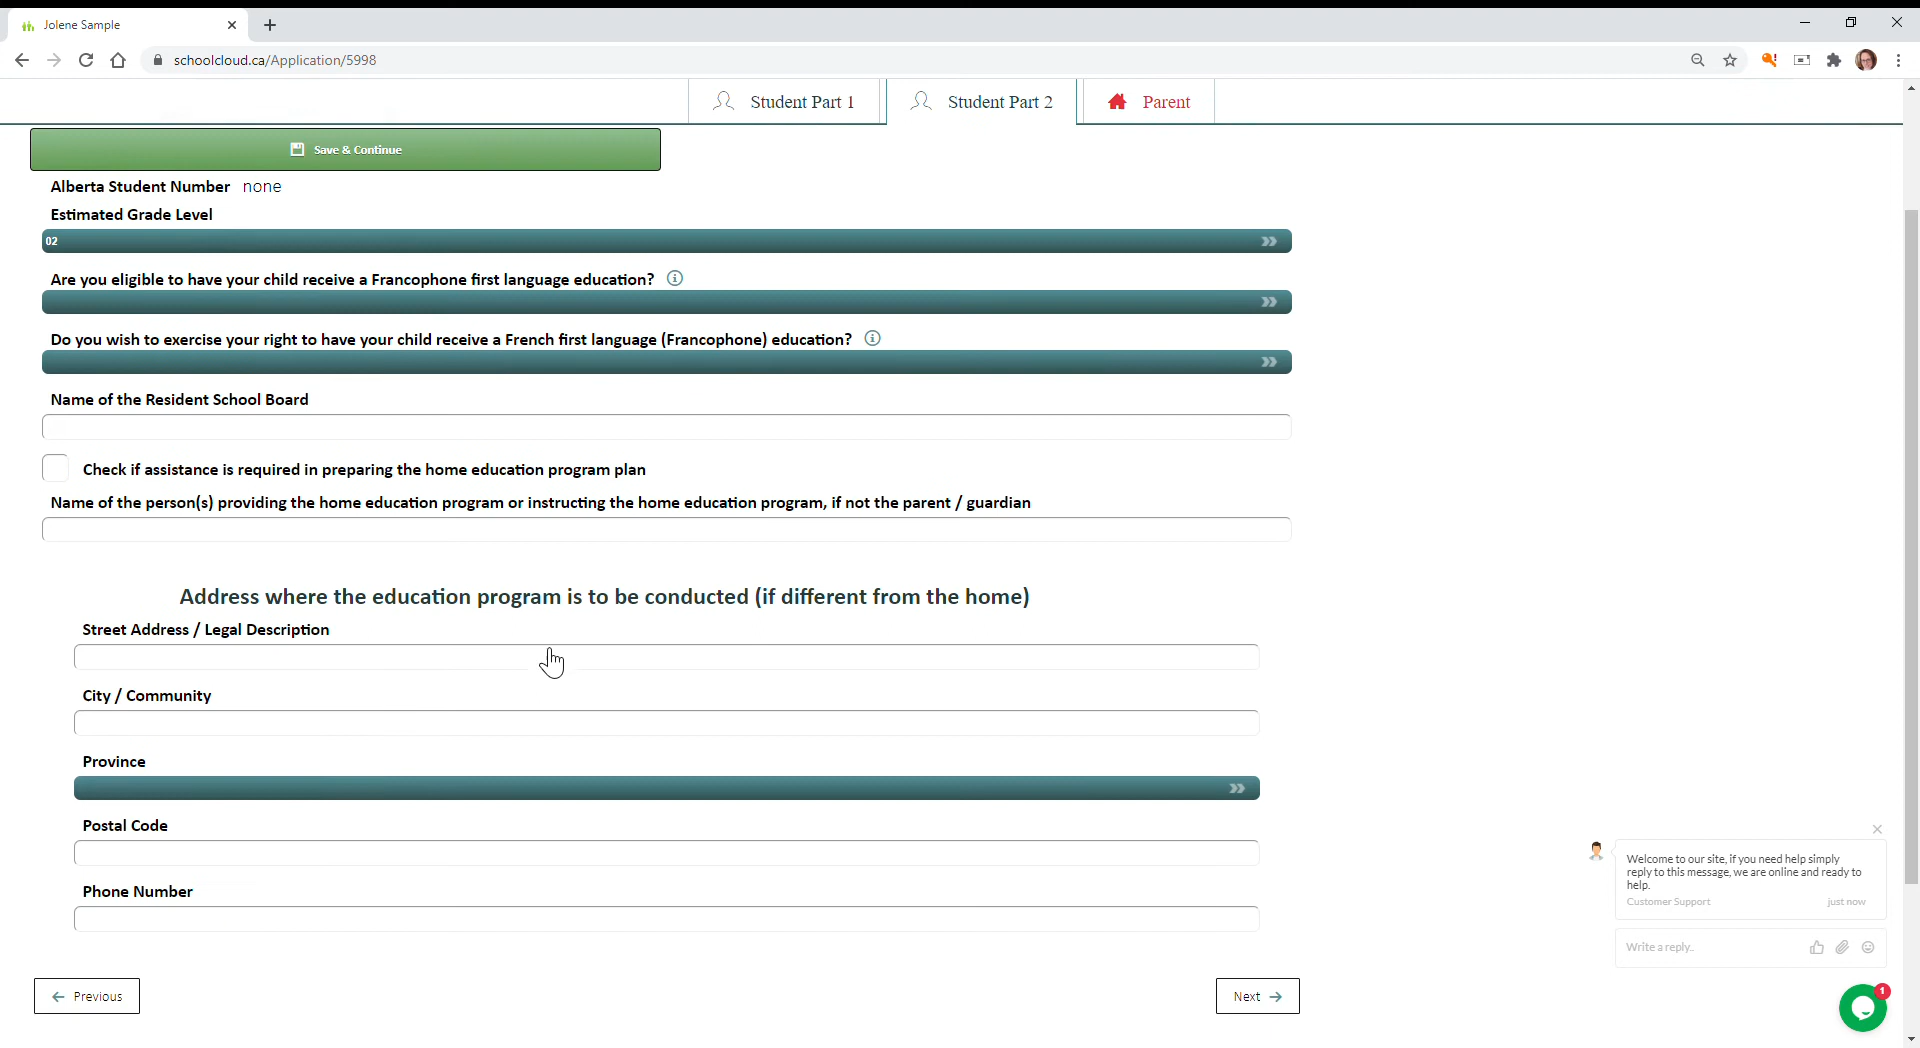 Jolene Sample
schoolcloud.ca/Application/5998
Student Part 1
Student Part 2
Parent
Save & Continue
Alberta Student Number none
Estimated Grade Level
02
Are you eligible to have your child receive a Francophone first language education?
Do you wish to exercise your right to have your child receive a French first language (Francophone) education?
Name of the Resident School Board
Check if assistance is required in preparing the home education program plan
Name of the person(s) providing the home education program or instructing the home education program, if not the parent / guardian
Address where the education program is to be conducted (if different from the home)
Street Address / Legal Description
City / Community
Province
Postal Code
Phone Number
Welcome to our site, if you need help simply
reply to this message, we are online and ready to
help.
Customer Support just now
Write a reply..
1
Previous
Next